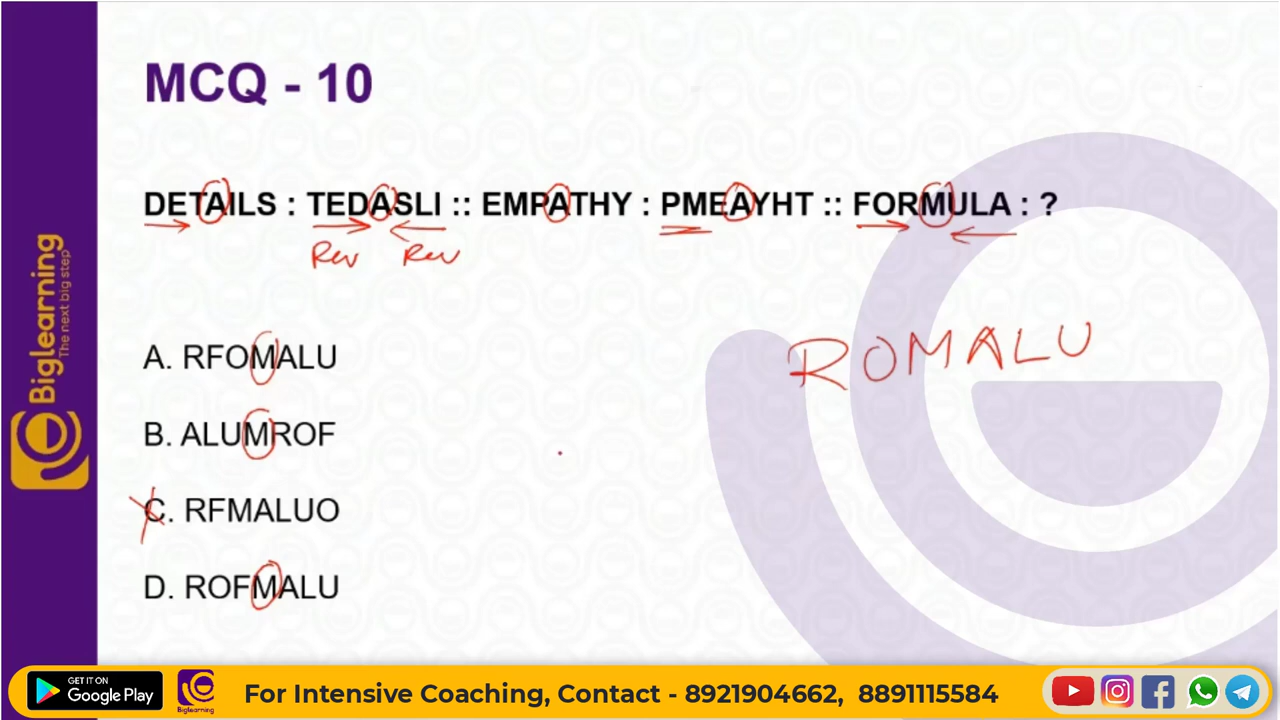 MCQ - 10
DETAILS : TEDASLI :: EMPATHY : PMEAYHT :: FORMULA : ?
Rev Rev
A. RFOMALU
ROMALU
B. ALUMROF
C. RFMALUO
D. ROFMALU
Biglearning
The next big step
GET IT ON
Google Play
Biglearning
For Intensive Coaching, Contact - 8921904662, 8891115584